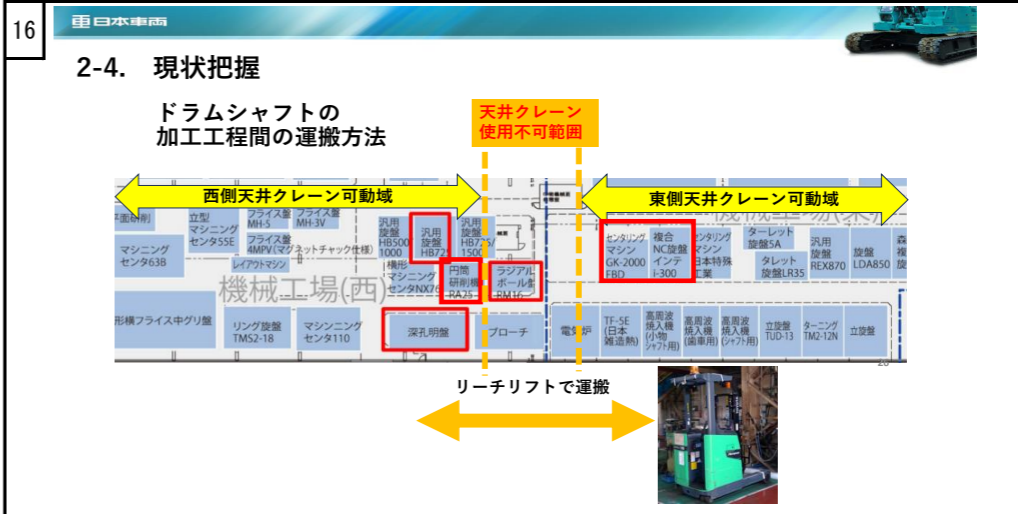 16
日本車両
2-4. 現状把握
ドラムシャフトの
加工工程間の運搬方法
天井クレーン
使用不可範囲
西側天井クレーン可動域
東側天井クレーン可動域
平面研削
立型
マシニング
センタ55E
フライス盤
MH-5
フライス盤
MH-3V
フライス盤
4MPV(マグネットチャック仕様)
レイアウトマシン
マシニング
センタ63B
機械工場(西)
汎用
旋盤
HB500
1000
汎用
旋盤
HB725
汎用
旋盤
HB725/
1500
横形
マシニング
センタNX76
円筒
研削機
RA25
ラジアル
ボール盤
RM16
センタリング
マシン
GK-2000
FBD
複合
NC旋盤
インテ
i-300
センタリング
マシン
日本特殊
工業
ターレット
旋盤5A
タレット
旋盤LR35
汎用
旋盤
REX870
旋盤
LDA850
森
複
旋
形横フライス中グリ盤
リング旋盤
TMS2-18
マシンニング
センタ110
深孔明盤
ブローチ
電気炉
TF-5E
(日本
雑造熱)
高周波
焼入機
(小物
シャフト用)
高周波
焼入機
(歯車用)
高周波
焼入機
(シャフト用)
立旋盤
TUD-13
ターニング
TM2-12N
立旋盤
リーチリフトで運搬